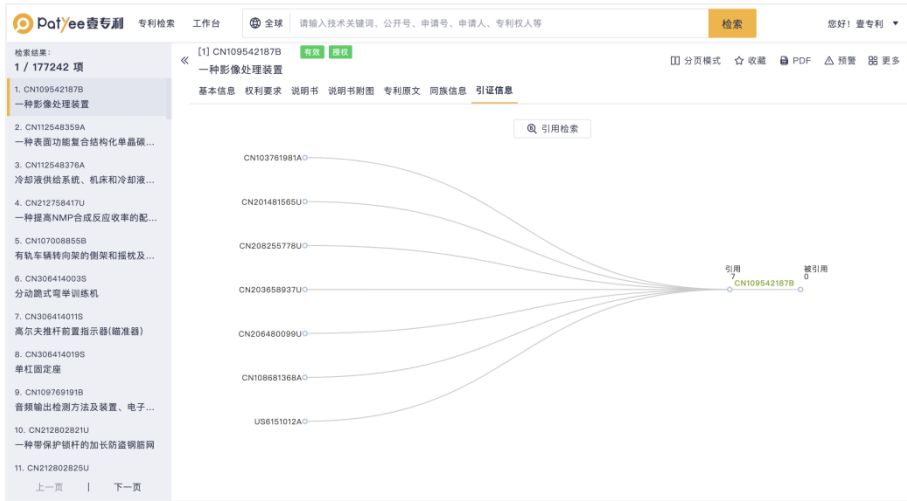 Patyee壹专利 专利检索 工作台 全球 请输入技术关键词、公开号、申请号、申请人、专利权人等 检索 您好！壹专利
检索结果：
1 / 177242 项
1. CN109542187B
一种影像处理装置
2. CN112548359A
一种表面功能复合结构化单晶碳...
3. CN112548376A
冷却液供给系统、机床和冷却液...
4. CN212758417U
一种提高NMP合成反应收率的配...
5. CN107008855B
有轨车辆转向架的侧架和摇枕及...
6. CN306414003S
分动跪式弯举训练机
7. CN306414011S
高尔夫推杆前置指示器(瞄准器)
8. CN306414019S
单杠固定座
9. CN109769191B
音频输出检测方法及装置、电子...
10. CN212802821U
一种带保护锁杆的加长防盗钢筋网
11. CN212802825U
上一页 | 下一页
[1] CN109542187B 有效 授权
一种影像处理装置
分页模式 收藏 PDF 预警 更多
基本信息 权利要求 说明书 说明书附图 专利原文 同族信息 引证信息
引用检索
CN103761981A
CN201481565U
CN208255778U
CN203658937U
CN206480099U
CN108681368A
US6151012A
引用 被引用
7 0
CN109542187B